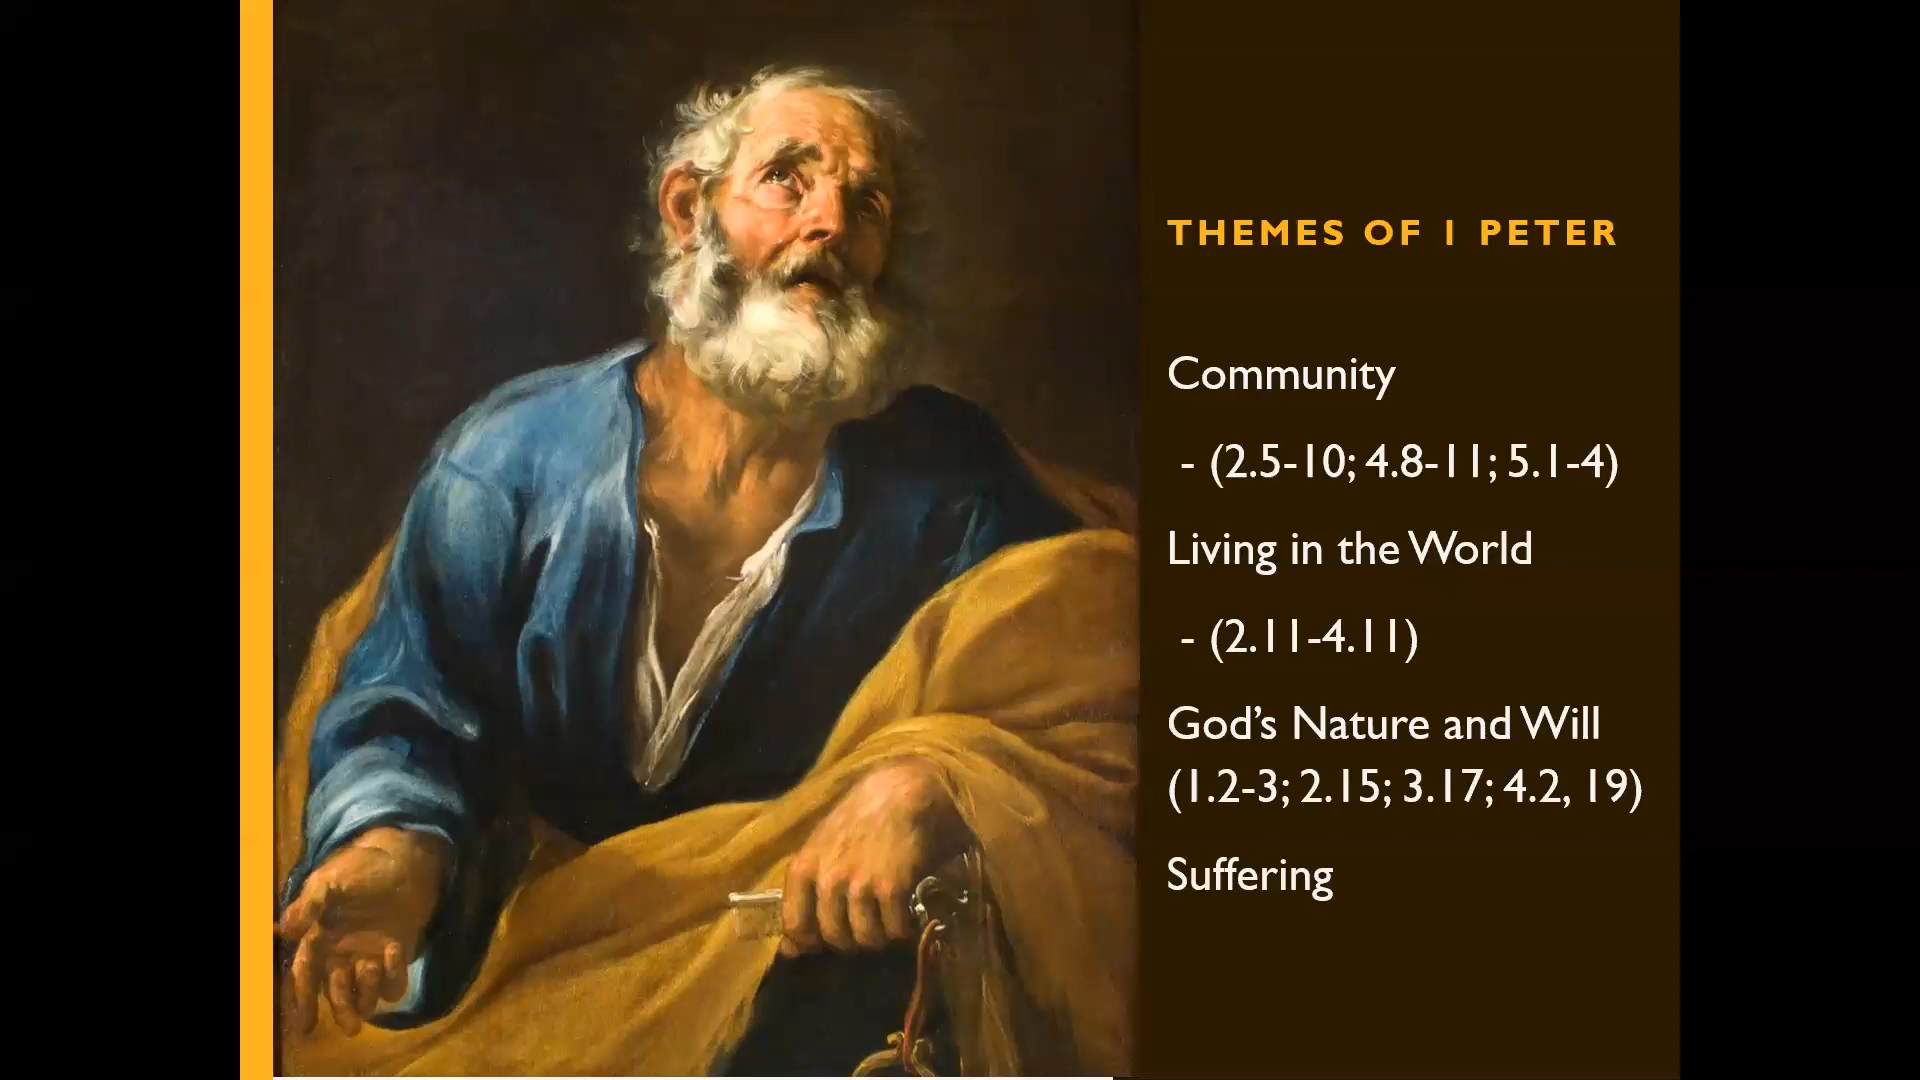 THEMES OF 1 PETER
Community
- (2.5-10; 4.8-11; 5.1-4)
Living in the World
- (2.11-4.11)
God’s Nature and Will
(1.2-3; 2.15; 3.17; 4.2, 19)
Suffering